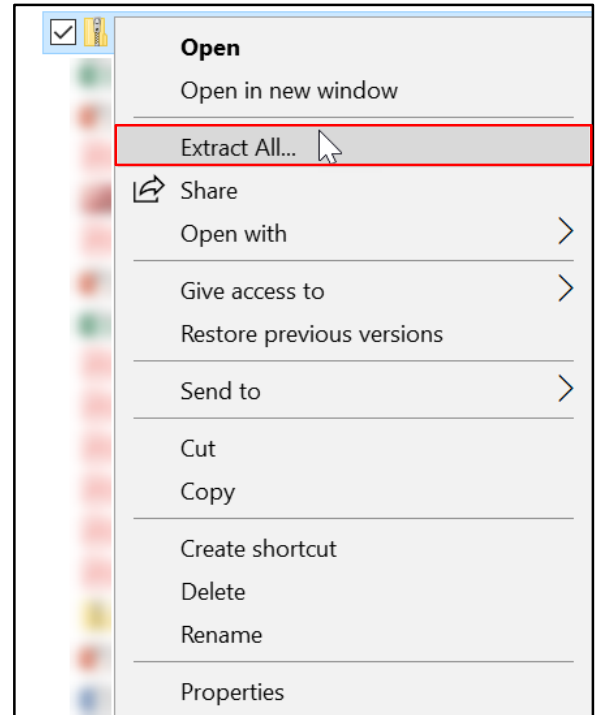 Open
Open in new window
Extract All...
Share
Open with
Give access to
Restore previous versions
Send to
Cut
Copy
Create shortcut
Delete
Rename
Properties